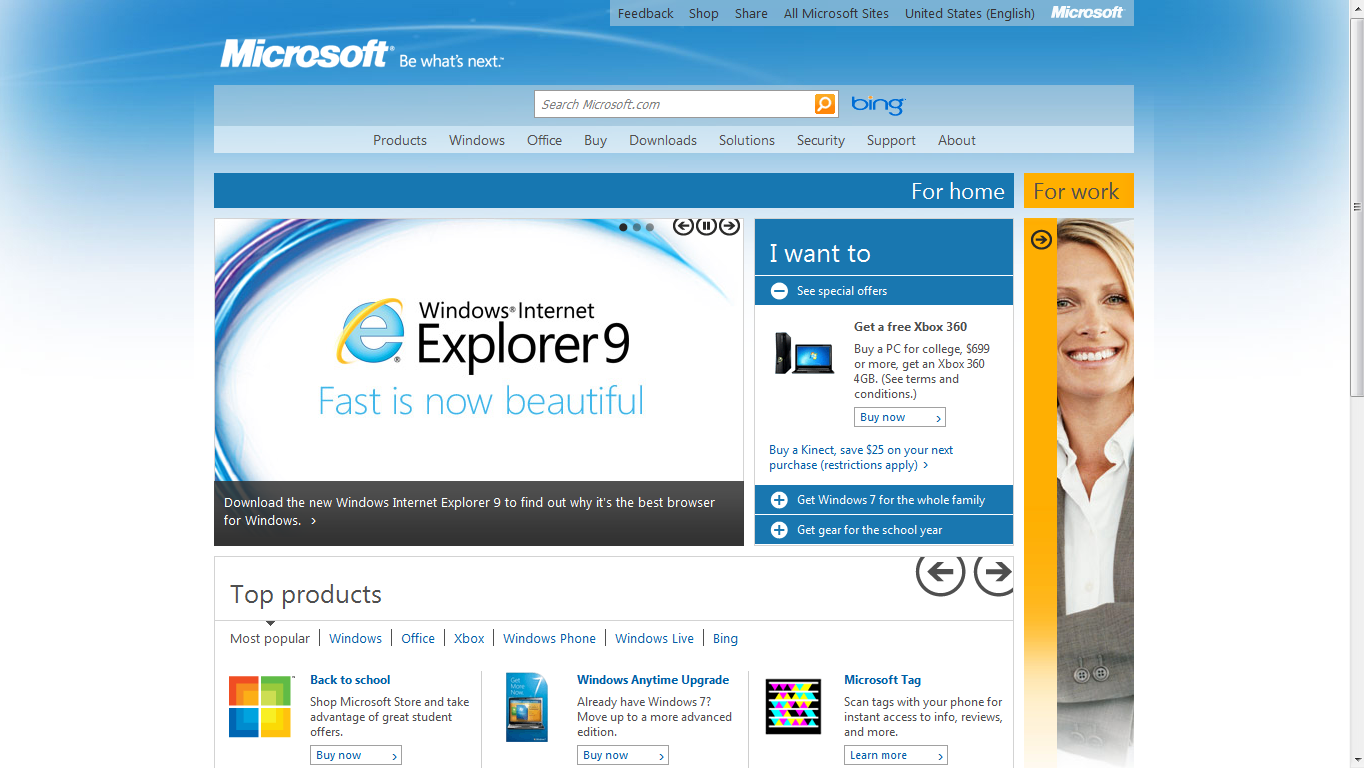 Feedback Shop Share All Microsoft Sites United States (English) Microsoft
Microsoft® Be what's next.™
Search Microsoft.com
bing™
Products Windows Office Buy Downloads Solutions Security Support About
For home
For work
Windows® Internet
Explorer 9
Fast is now beautiful
Download the new Windows Internet Explorer 9 to find out why it's the best browser
for Windows. ›
I want to
See special offers
Get a free Xbox 360
Buy a PC for college, $699
or more, get an Xbox 360
4GB. (See terms and
conditions.)
Buy now ›
Buy a Kinect, save $25 on your next
purchase (restrictions apply) ›
Get Windows 7 for the whole family
Get gear for the school year
Top products
Most popular Windows Office Xbox Windows Phone Windows Live Bing
Back to school
Shop Microsoft Store and take
advantage of great student
offers.
Buy now ›
Get
More
Now.
7
Windows Anytime Upgrade
Already have Windows 7?
Move up to a more advanced
edition.
Buy now ›
Microsoft Tag
Scan tags with your phone for
instant access to info, reviews,
and more.
Learn more ›